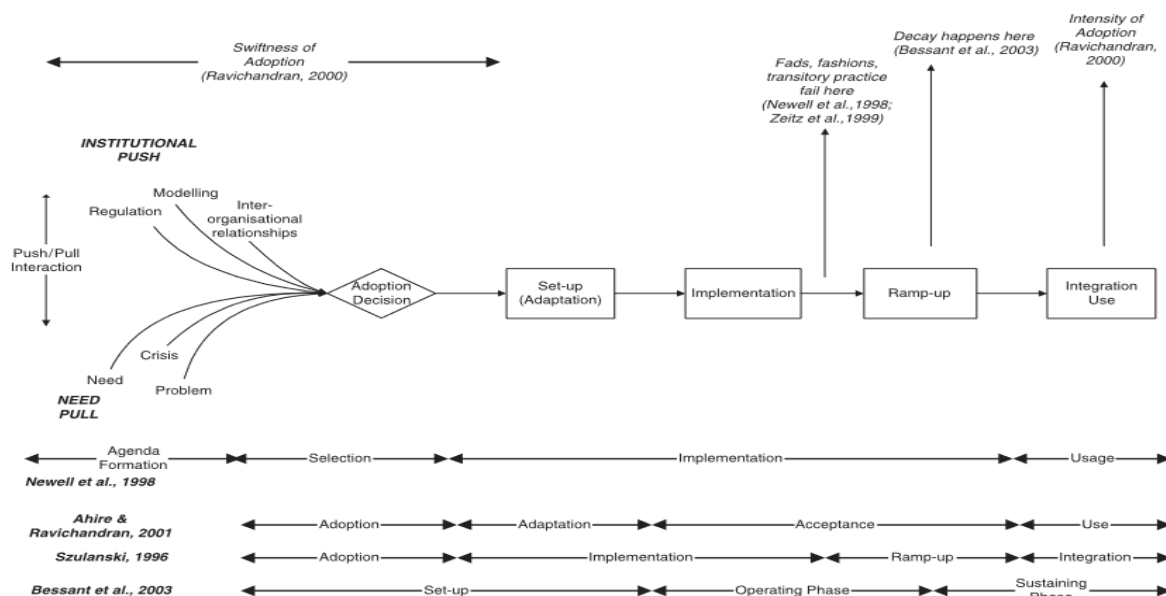 Swiftness of
Adoption
(Ravichandran, 2000)
Fads, fashions,
transitory practice
fail here
(Newell et al.,1998;
Zeitz et al.,1999)
Decay happens here
(Bessant et al., 2003)
Intensity of
Adoption
(Ravichandran,
2000)
INSTITUTIONAL
PUSH
Modelling
Regulation
Inter-
organisational
relationships
Push/Pull
Interaction
Adoption
Decision
Set-up
(Adaptation)
Implementation
Ramp-up
Integration
Use
Need
Crisis
Problem
NEED
PULL
Agenda
Formation
Selection
Implementation
Usage
Newell et al., 1998
Ahire &
Ravichandran, 2001
Adoption
Adaptation
Acceptance
Use
Szulanski, 1996
Adoption
Implementation
Ramp-up
Integration
Bessant et al., 2003
Set-up
Operating Phase
Sustaining